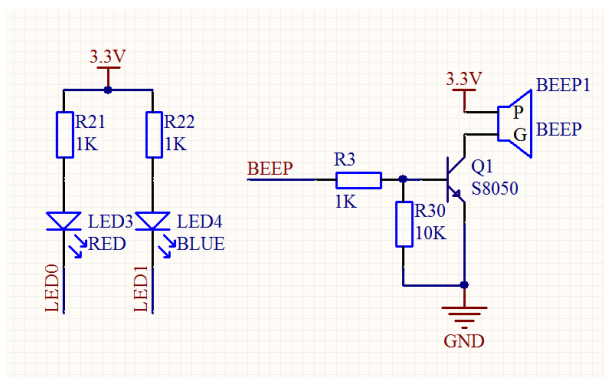 3.3V
R21
1K
R22
1K
LED3
RED
LED4
BLUE
LED0
LED1
3.3V
BEEP1
P
G
BEEP
BEEP
R3
1K
Q1
S8050
R30
10K
GND